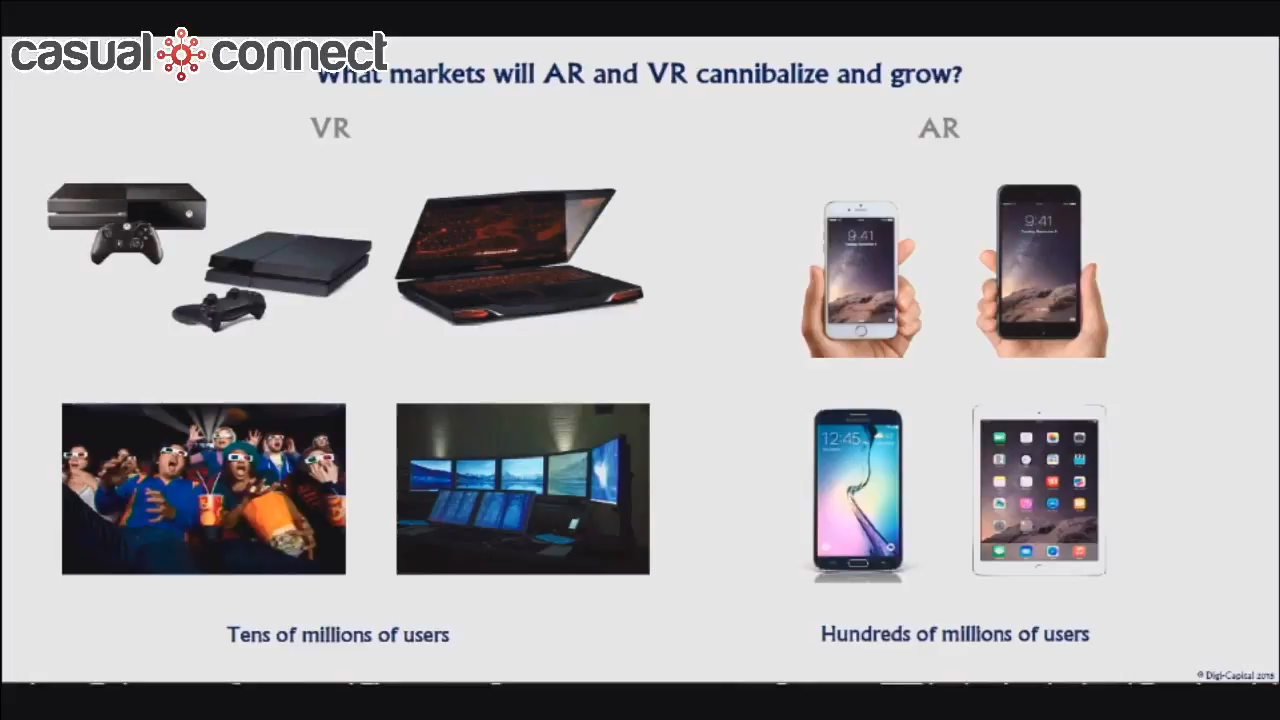 casual connect
What markets will AR and VR cannibalize and grow?
VR
AR
9:41
9:41
12:45
Tens of millions of users
Hundreds of millions of users
© Digi-Capital 2015